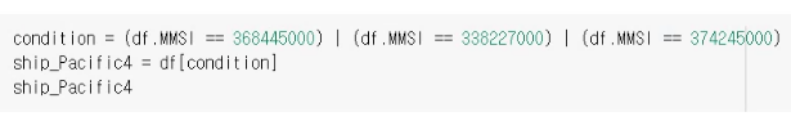 condition = (df.MMSI == 368445000) | (df.MMSI == 338227000) | (df.MMSI == 374245000)
ship_Pacific4 = df[condition]
ship_Pacific4